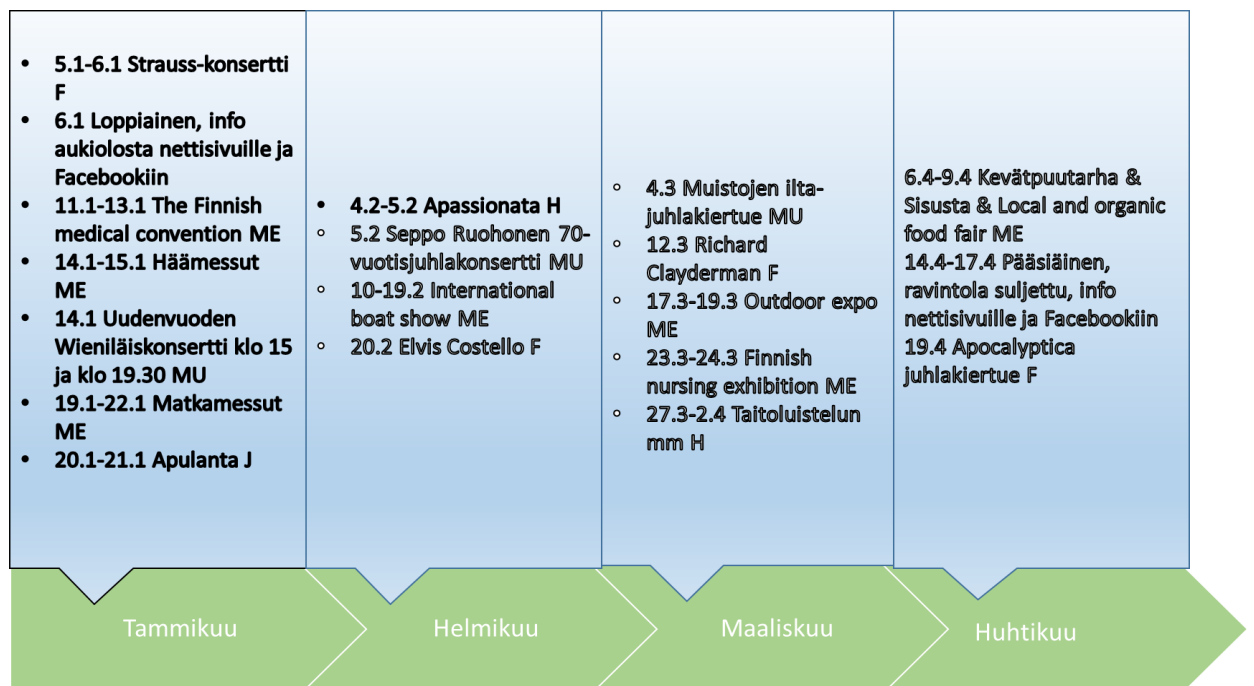 • 5.1-6.1 Strauss-konsertti
F
• 6.1 Loppiainen, info
aukiolosta nettisivuille ja
Facebookiin
• 11.1-13.1 The Finnish
medical convention ME
• 14.1-15.1 Häämessut
ME
• 14.1 Uudenvuoden
Wieniläiskonsertti klo 15
ja klo 19.30 MU
• 19.1-22.1 Matkamessut
ME
• 20.1-21.1 Apulanta J
• 4.2-5.2 Apassionata H
◦ 5.2 Seppo Ruohonen 70-
vuotisjuhlakonsertti MU
◦ 10-19.2 International
boat show ME
◦ 20.2 Elvis Costello F
◦ 4.3 Muistojen ilta-
juhlakiertue MU
◦ 12.3 Richard
Clayderman F
◦ 17.3-19.3 Outdoor expo
ME
◦ 23.3-24.3 Finnish
nursing exhibition ME
◦ 27.3-2.4 Taitoluistelun
mm H
6.4-9.4 Kevätpuutarha &
Sisusta & Local and organic
food fair ME
14.4-17.4 Pääsiäinen,
ravintola suljettu, info
nettisivuille ja Facebookiin
19.4 Apocalyptica
juhlakiertue F
Tammikuu
Helmikuu
Maaliskuu
Huhtikuu